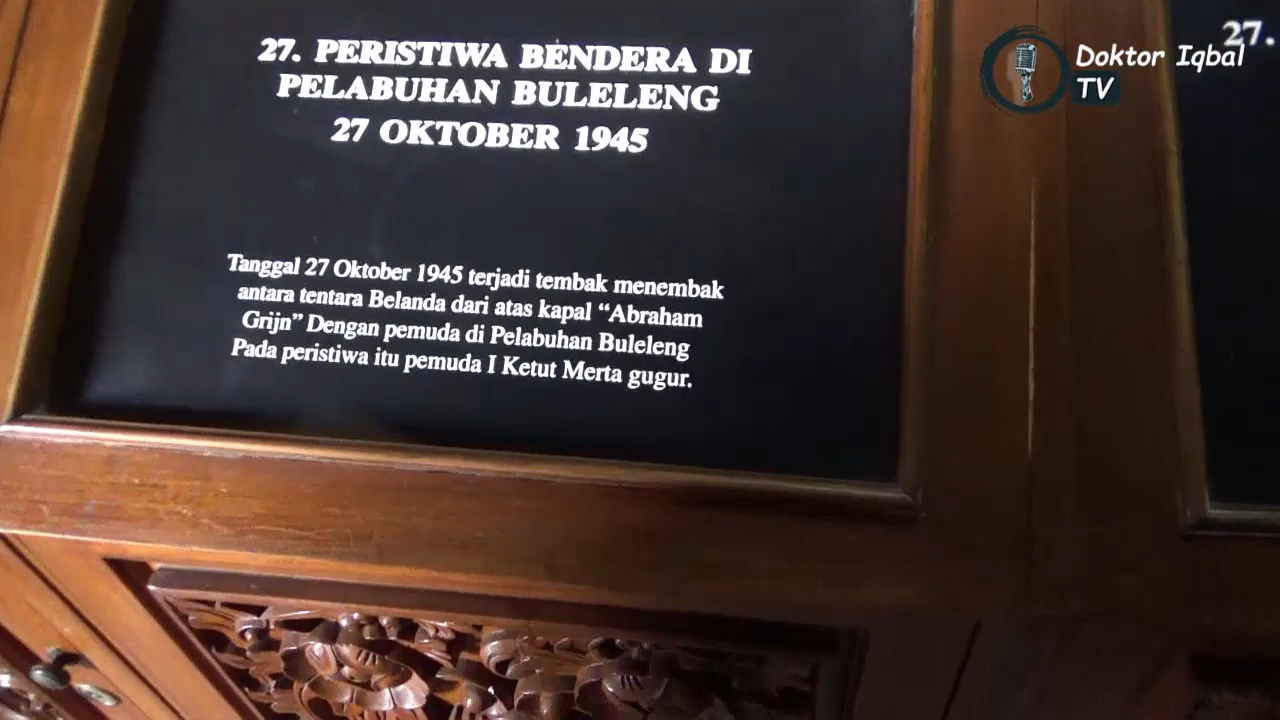 27. PERISTIWA BENDERA DI
PELABUHAN BULELENG
27 OKTOBER 1945
Tanggal 27 Oktober 1945 terjadi tembak menembak
antara tentara Belanda dari atas kapal “Abraham
Grijn” Dengan pemuda di Pelabuhan Buleleng
Pada peristiwa itu pemuda I Ketut Merta gugur.
Doktor Iqbal
TV
27.